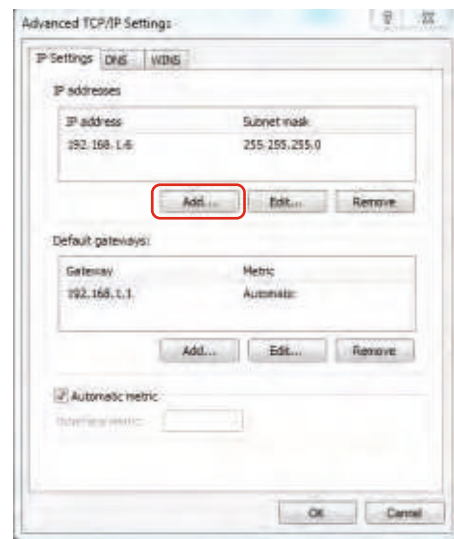 Advanced TCP/IP Settings
IP Settings DNS WINS
IP addresses
IP address Subnet mask
192.168.1.6 255.255.255.0
Add... Edit... Remove
Default gateways:
Gateway Metric
192.168.1.1 Automatic
Add... Edit... Remove
Automatic metric
Interface metric:
OK Cancel